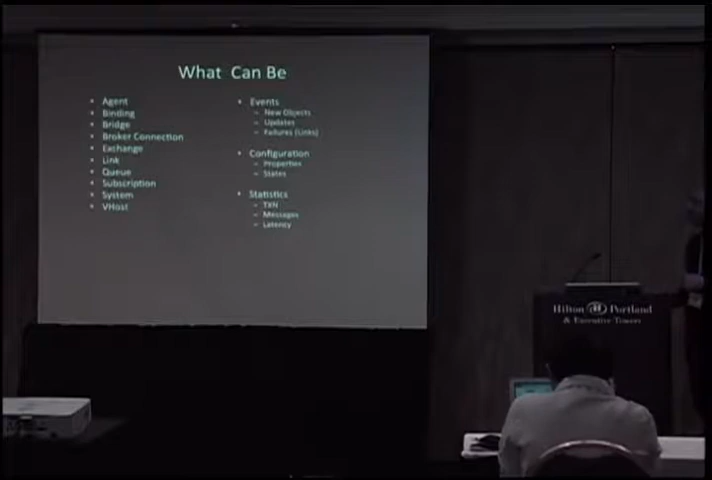 What Can Be
• Agent
• Binding
• Bridge
• Broker Connection
• Exchange
• Link
• Queue
• Subscription
• System
• VHost
• Events
– New Objects
– Updates
– Failures (Links)
• Configuration
– Properties
– States
• Statistics
– TXN
– Messages
– Latency
Hilton Portland
& Executive Tower